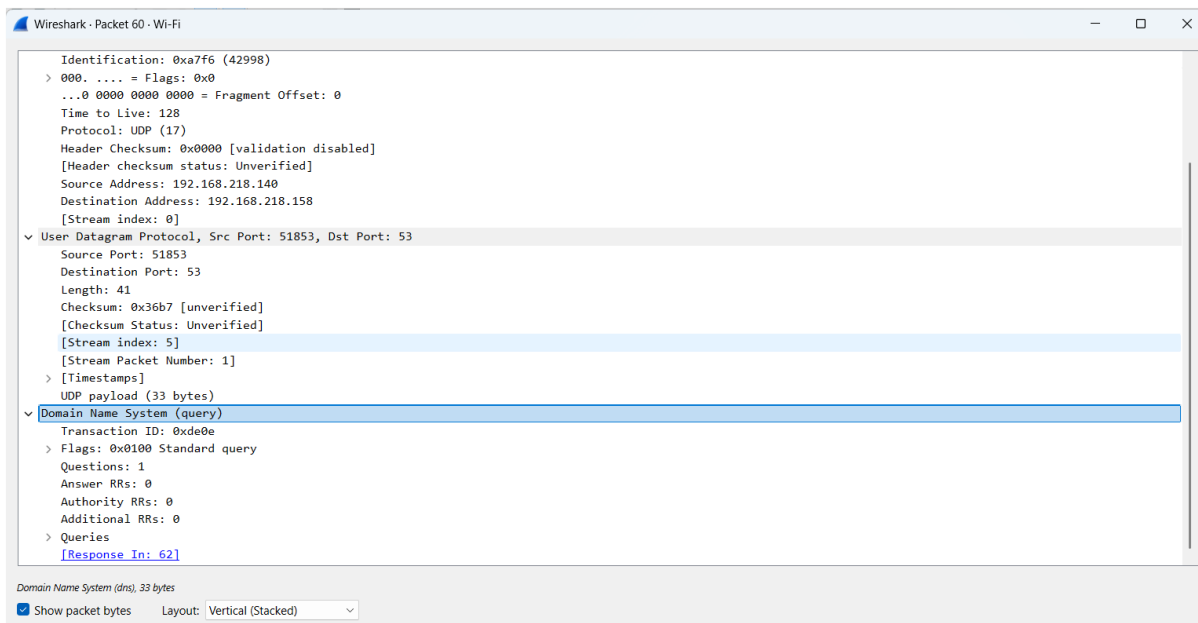 Wireshark · Packet 60 · Wi-Fi
Identification: 0xa7f6 (42998)
000. .... = Flags: 0x0
...0 0000 0000 0000 = Fragment Offset: 0
Time to Live: 128
Protocol: UDP (17)
Header Checksum: 0x0000 [validation disabled]
[Header checksum status: Unverified]
Source Address: 192.168.218.140
Destination Address: 192.168.218.158
[Stream index: 0]
User Datagram Protocol, Src Port: 51853, Dst Port: 53
Source Port: 51853
Destination Port: 53
Length: 41
Checksum: 0x36b7 [unverified]
[Checksum Status: Unverified]
[Stream index: 5]
[Stream Packet Number: 1]
[Timestamps]
UDP payload (33 bytes)
Domain Name System (query)
Transaction ID: 0xde0e
Flags: 0x0100 Standard query
Questions: 1
Answer RRs: 0
Authority RRs: 0
Additional RRs: 0
Queries
[Response In: 62]
Domain Name System (dns), 33 bytes
Show packet bytes Layout: Vertical (Stacked)